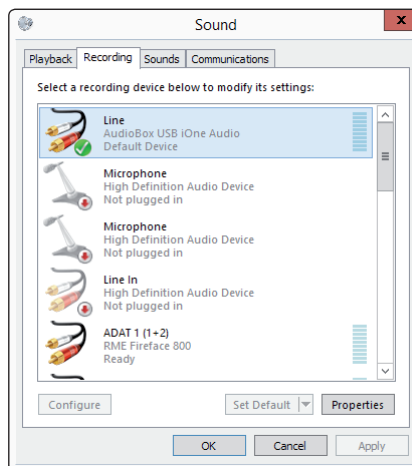 Sound
x
Playback Recording Sounds Communications
Select a recording device below to modify its settings:
Line
AudioBox USB iOne Audio
Default Device
Microphone
High Definition Audio Device
Not plugged in
Microphone
High Definition Audio Device
Not plugged in
Line In
High Definition Audio Device
Not plugged in
ADAT 1 (1+2)
RME Fireface 800
Ready
Configure Set Default Properties
OK Cancel Apply